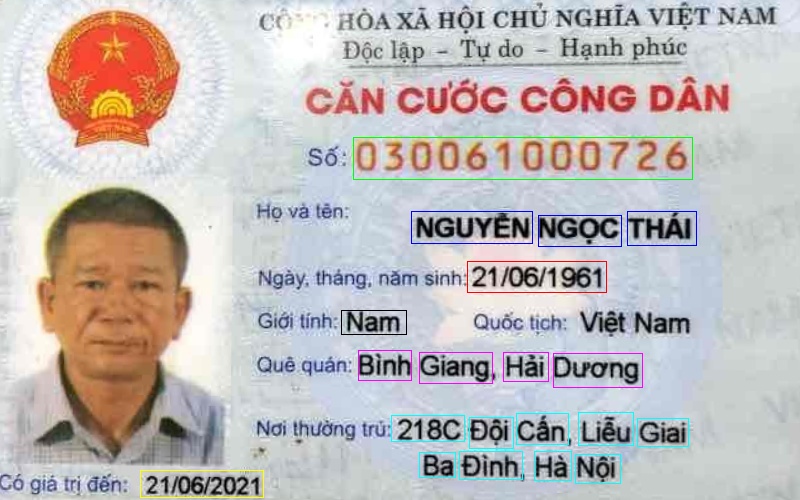 CỘNG HÒA XÃ HỘI CHỦ NGHĨA VIỆT NAM
Độc lập - Tự do - Hạnh phúc
CĂN CƯỚC CÔNG DÂN
Số: 030061000726
Họ và tên: NGUYỄN NGỌC THÁI
Ngày, tháng, năm sinh: 21/06/1961
Giới tính: Nam Quốc tịch: Việt Nam
Quê quán: Bình Giang, Hải Dương
Nơi thường trú: 218C Đội Cấn, Liễu Giai
Ba Đình, Hà Nội
Có giá trị đến: 21/06/2021